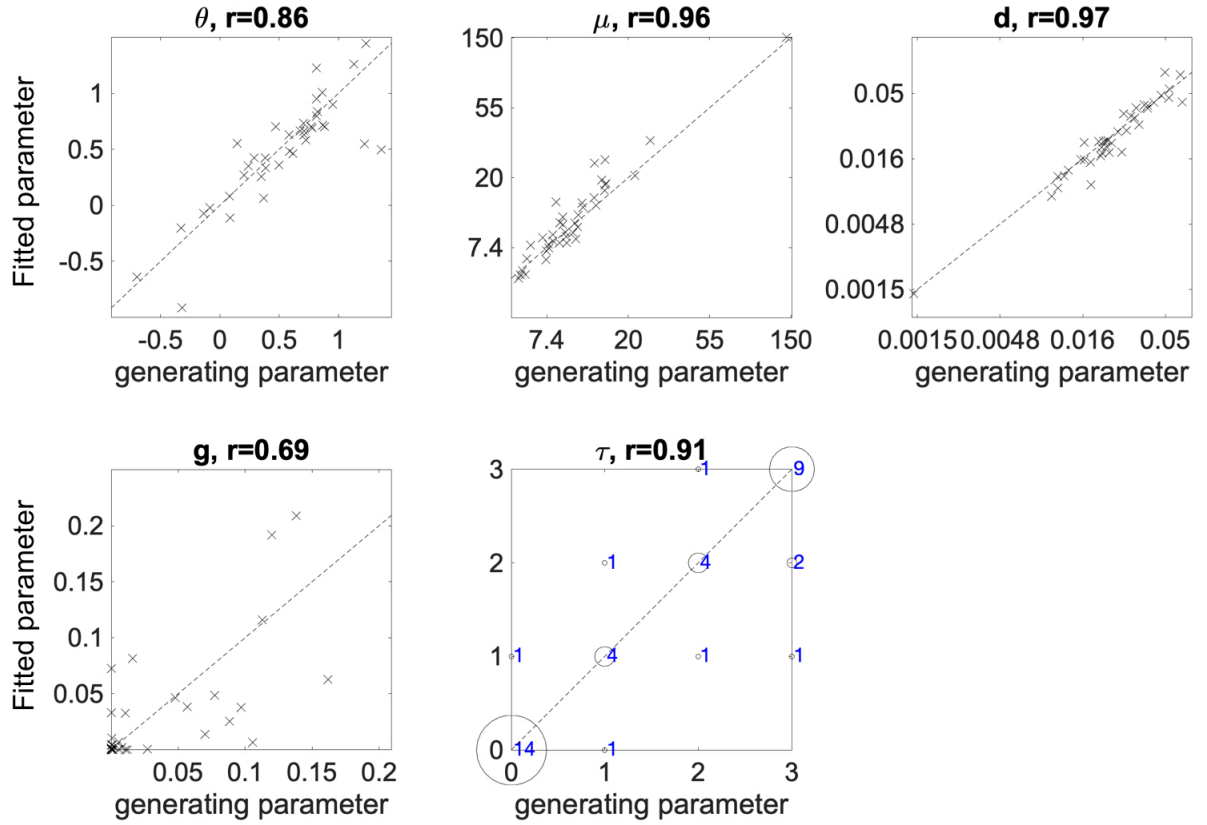 θ, r=0.86
μ, r=0.96
d, r=0.97
Fitted parameter
1
0.5
0
-0.5
-0.5 0 0.5 1
generating parameter
150
55
20
7.4
7.4 20 55 150
generating parameter
0.05
0.016
0.0048
0.0015
0.0015 0.0048 0.016 0.05
generating parameter
g, r=0.69
τ, r=0.91
Fitted parameter
0.2
0.15
0.1
0.05
0.05 0.1 0.15 0.2
generating parameter
3 1 9
2 1 4 2
1 1 4 1 1
0 14 1
0 1 2 3
generating parameter